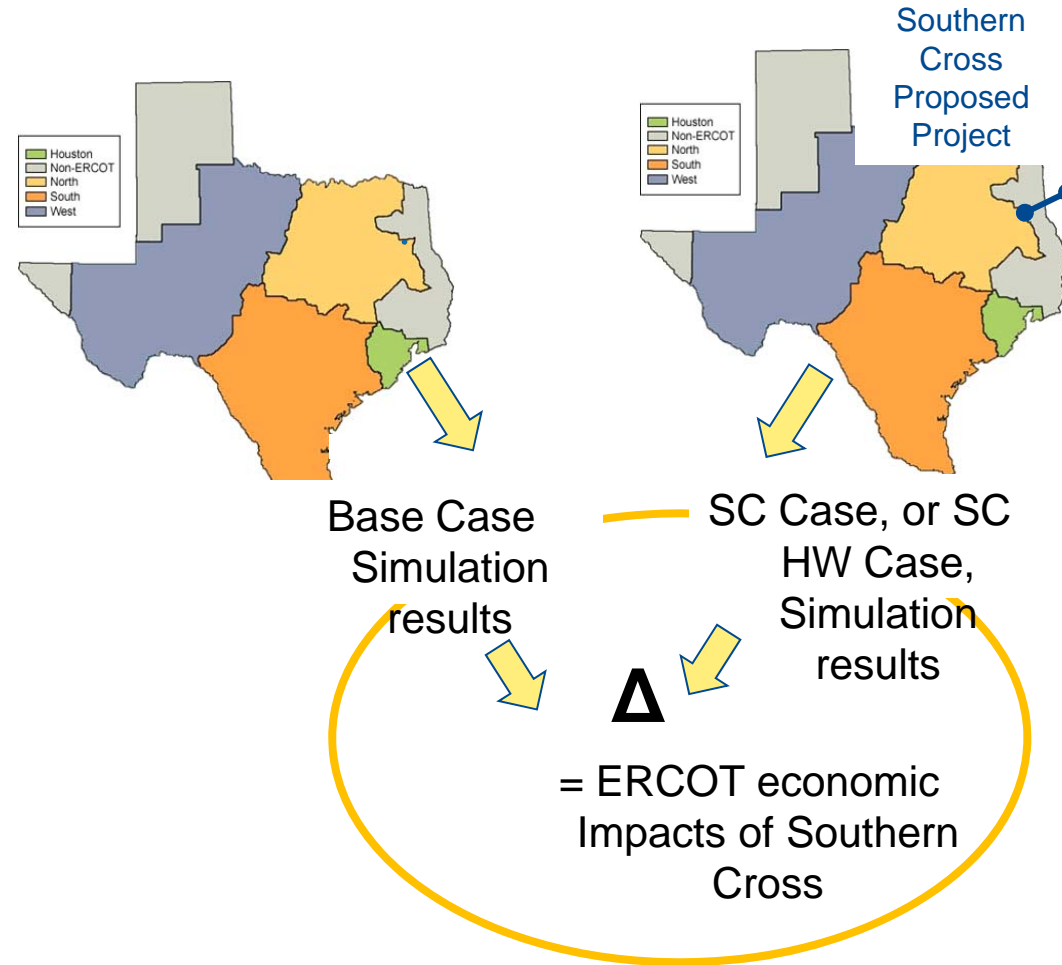 Southern
Cross
Proposed
Project
Houston
Non-ERCOT
North
South
West
Houston
Non-ERCOT
North
South
West
Base Case
Simulation
results
SC Case, or SC
HW Case,
Simulation
results
Δ
= ERCOT economic
Impacts of Southern
Cross